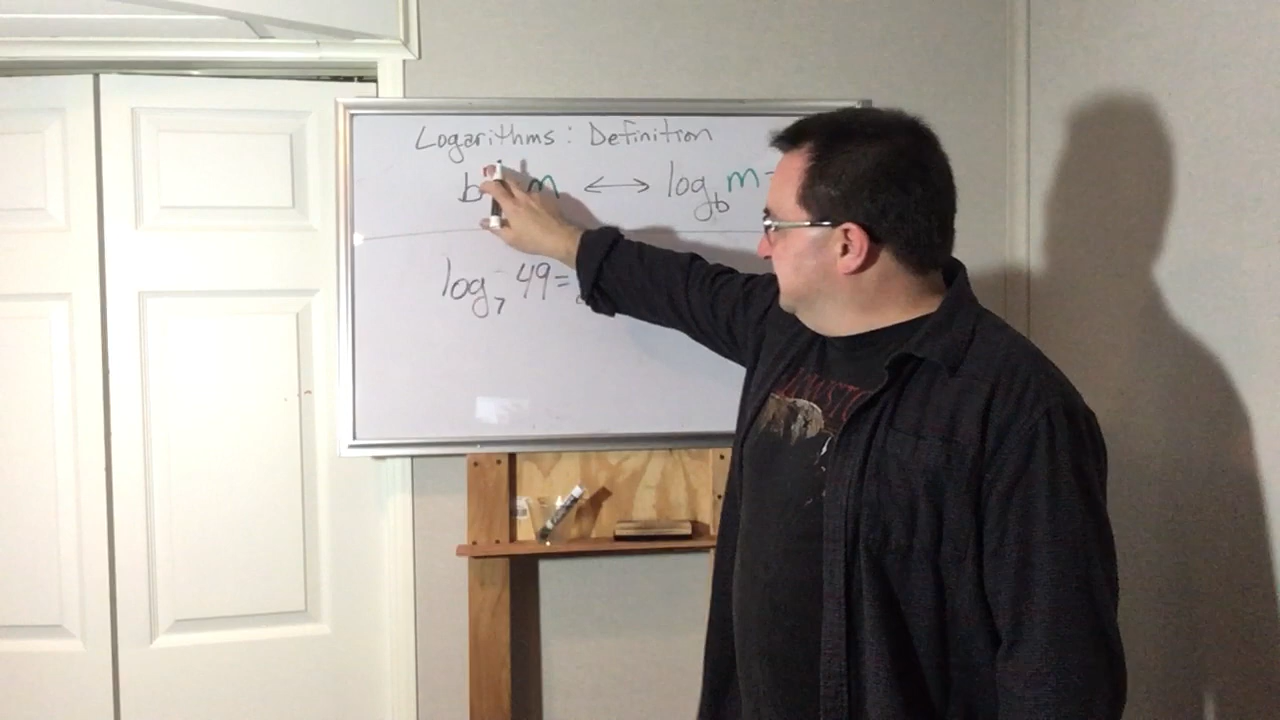 Logarithms: Definition
b m ↔ log_b m
log_7 49=